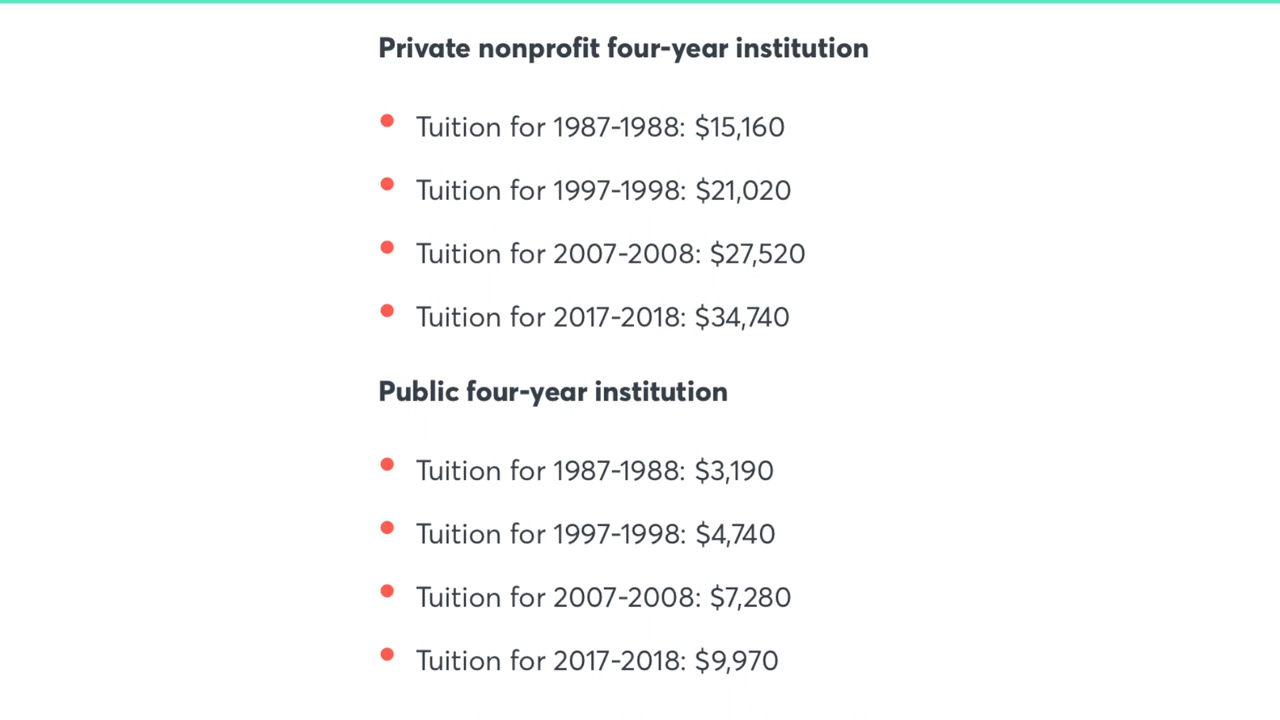 Private nonprofit four-year institution
Tuition for 1987-1988: $15,160
Tuition for 1997-1998: $21,020
Tuition for 2007-2008: $27,520
Tuition for 2017-2018: $34,740
Public four-year institution
Tuition for 1987-1988: $3,190
Tuition for 1997-1998: $4,740
Tuition for 2007-2008: $7,280
Tuition for 2017-2018: $9,970